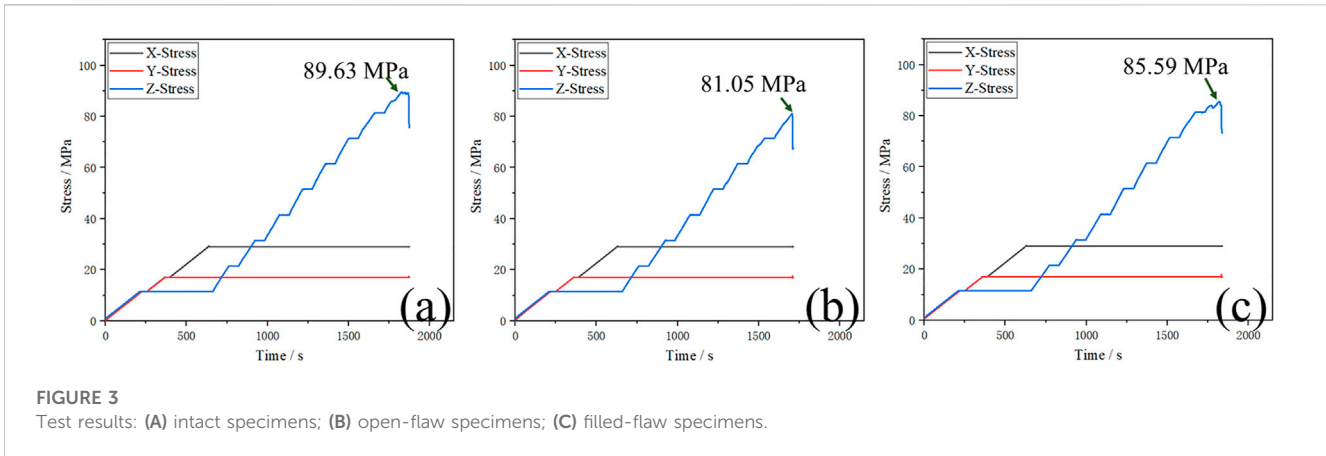 X-Stress
Y-Stress
Z-Stress
89.63 MPa
100
80
60
40
20
0
Stress / MPa
0
500
1000
1500
2000
Time / s
(a)
X-Stress
Y-Stress
Z-Stress
81.05 MPa
100
80
60
40
20
0
Stress / MPa
0
500
1000
1500
2000
Time / s
(b)
X-Stress
Y-Stress
Z-Stress
85.59 MPa
100
80
60
40
20
0
Stress / MPa
0
500
1000
1500
2000
Time / s
(c)
FIGURE 3
Test results: (A) intact specimens; (B) open-flaw specimens; (C) filled-flaw specimens.